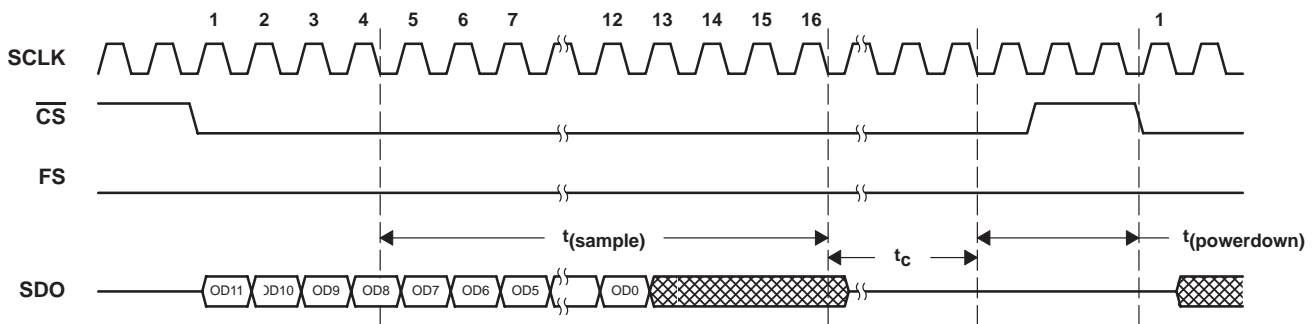 1 2 3 4 5 6 7 12 13 14 15 16 1
SCLK
CS
FS
t(sample)
t(powerdown)
tc
SDO
OD11 OD10 OD9 OD8 OD7 OD6 OD5 OD0